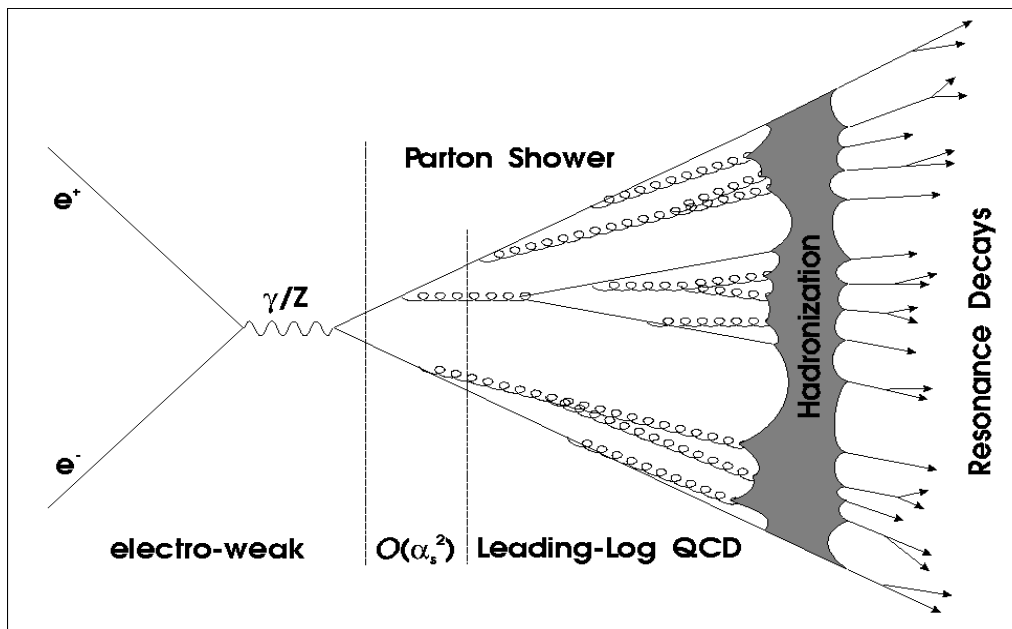 Parton Shower
e⁺
γ/Z
e⁻
electro-weak
O(αₛ²)
Leading-Log QCD
Hadronization
Resonance Decays